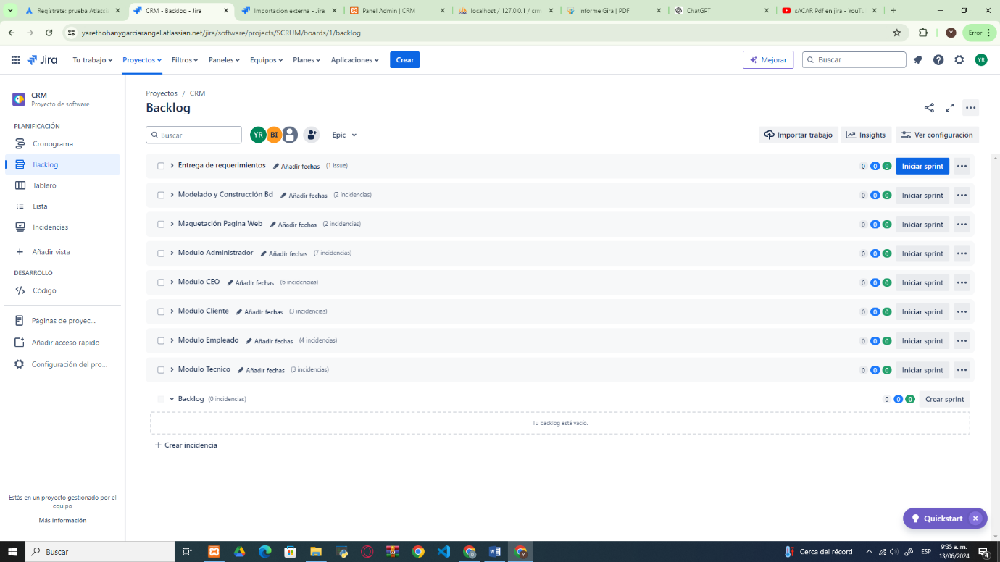 Regístrate: prueba Atlassi
CRM - Backlog - Jira
Importacion externa - Jira
Panel Admin | CRM
localhost / 127.0.0.1 / crm
Informe Gira | PDF
ChatGPT
sACAR Pdf en jira - YouTu
yarethohanygarciarangel.atlassian.net/jira/software/projects/SCRUM/boards/1/backlog
Y
Error
Jira
Tu trabajo
Proyectos
Filtros
Paneles
Equipos
Planes
Aplicaciones
Crear
Mejorar
Buscar
YR
CRM
Proyecto de software
PLANIFICACIÓN
Cronograma
Backlog
Tablero
Lista
Incidencias
Añadir vista
DESARROLLO
Código
Páginas de proyec...
Añadir acceso rápido
Configuración del pro...
Estás en un proyecto gestionado por el
equipo
Más información
Proyectos / CRM
Backlog
Buscar
YR
BI
Epic
Importar trabajo
Insights
Ver configuración
Entrega de requerimientos Añadir fechas (1 issue) 0 0 0 Iniciar sprint
Modelado y Construcción Bd Añadir fechas (2 incidencias) 0 0 0 Iniciar sprint
Maquetación Pagina Web Añadir fechas (2 incidencias) 0 0 0 Iniciar sprint
Modulo Administrador Añadir fechas (7 incidencias) 0 0 0 Iniciar sprint
Modulo CEO Añadir fechas (6 incidencias) 0 0 0 Iniciar sprint
Modulo Cliente Añadir fechas (3 incidencias) 0 0 0 Iniciar sprint
Modulo Empleado Añadir fechas (4 incidencias) 0 0 0 Iniciar sprint
Modulo Tecnico Añadir fechas (3 incidencias) 0 0 0 Iniciar sprint
Backlog (0 incidencias) 0 0 0 Crear sprint
Tu backlog está vacío.
+ Crear incidencia
Quickstart
Buscar
Cerca del récord
ESP
9:35 a. m.
13/06/2024
4